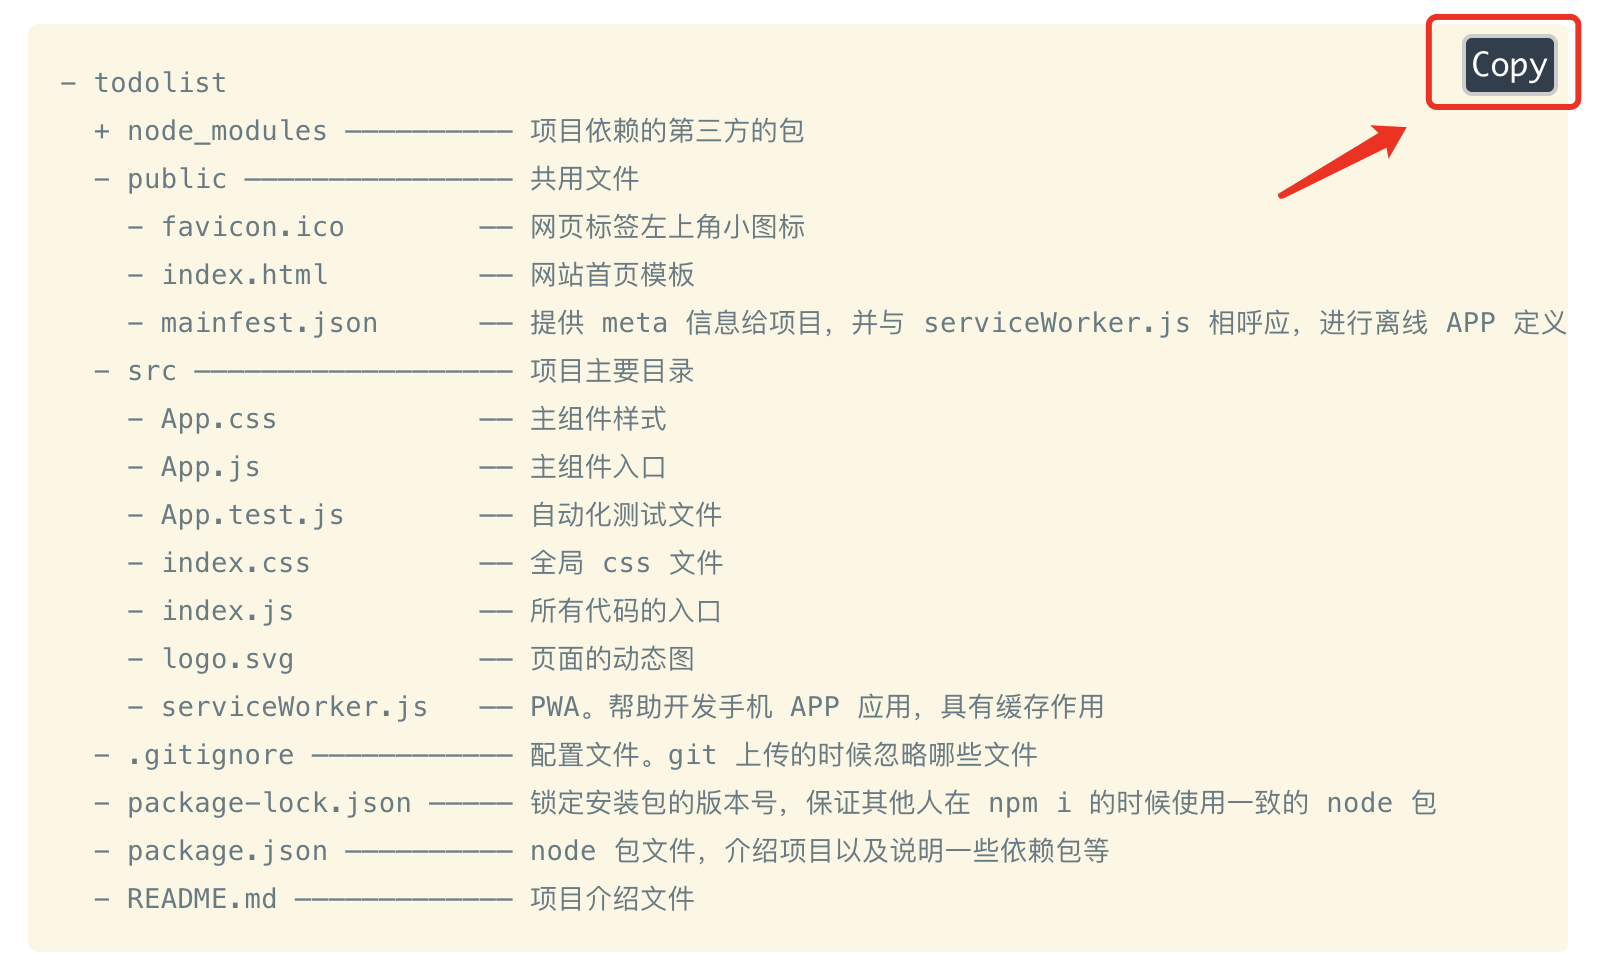 Copy
- todolist
  + node_modules —————————— 项目依赖的第三方的包
  - public ———————————————— 共用文件
    - favicon.ico        —— 网页标签左上角小图标
    - index.html         —— 网站首页模板
    - mainfest.json      —— 提供 meta 信息给项目，并与 serviceWorker.js 相呼应，进行离线 APP 定义
  - src ——————————————————— 项目主要目录
    - App.css            —— 主组件样式
    - App.js             —— 主组件入口
    - App.test.js        —— 自动化测试文件
    - index.css          —— 全局 css 文件
    - index.js           —— 所有代码的入口
    - logo.svg           —— 页面的动态图
    - serviceWorker.js   —— PWA。帮助开发手机 APP 应用，具有缓存作用
  - .gitignore ———————————— 配置文件。git 上传的时候忽略哪些文件
  - package-lock.json ————— 锁定安装包的版本号，保证其他人在 npm i 的时候使用一致的 node 包
  - package.json —————————— node 包文件，介绍项目以及说明一些依赖包等
  - README.md ————————————— 项目介绍文件